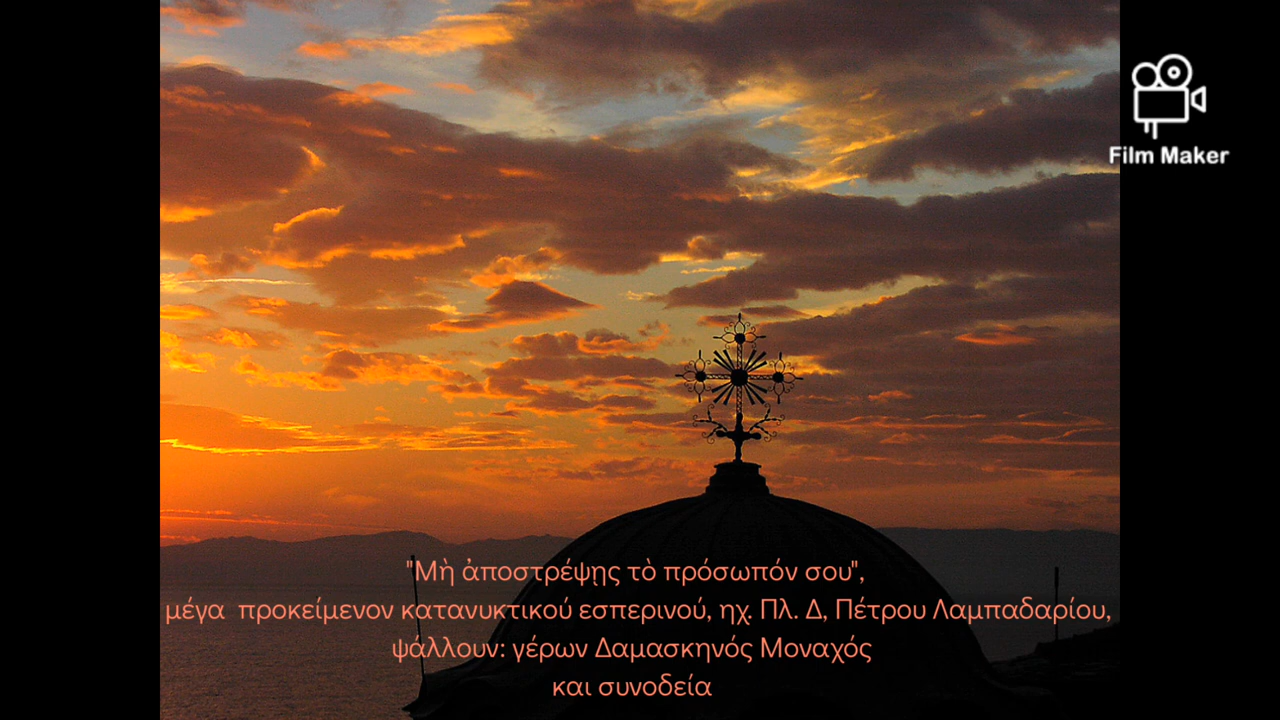 Film Maker
"Μὴ ἀποστρέψῃς τὸ πρόσωπόν σου",
μέγα  προκείμενον κατανυκτικού εσπερινού, ηχ. Πλ. Δ, Πέτρου Λαμπαδαρίου,
ψάλλουν: γέρων Δαμασκηνός Μοναχός
και συνοδεία